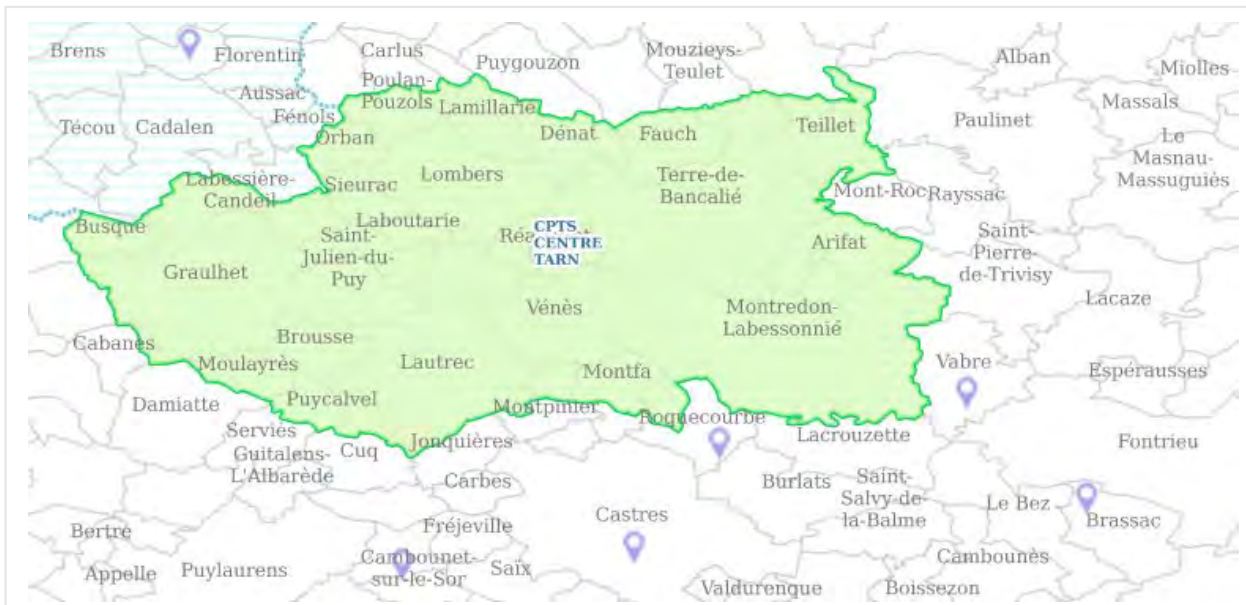 Brens
Florentin
Carlus
Puygouzon
Mouzieys-
Teulet
Alban
Miolles
Poulan-
Pouzols
Aussac
Lamillarié
Massals
Fénols
Técou
Cadalen
Orban
Dénat
Fauch
Teillet
Paulinet
Le
Masnau-
Massuguiès
Labessière-
Candeil
Sieurac
Lombers
Terre-de-
Bancalié
Mont-Roc
Rayssac
Busque
Laboutarie
Réa
CPTS
CENTRE
TARN
Saint-
Julien-du-
Puy
Arifat
Saint-
Pierre-
de-Trivisy
Graulhet
Lacaze
Vénès
Montredon-
Labessonnié
Cabanès
Brousse
Moulayrès
Lautrec
Montfa
Vabre
Espérausses
Damiatte
Puycalvel
Montpinier
Roquecourbe
Serviès
Lacrouzette
Fontrieu
Guitalens-
L'Albarède
Cuq
Jonquières
Carbes
Burlats
Saint-
Salvy-de-
la-Balme
Le Bez
Brassac
Bertre
Fréjeville
Castres
Appelle
Puylaurens
Cambounet-
sur-le-Sor
Saïx
Cambounès
Valdurenque
Boissezon